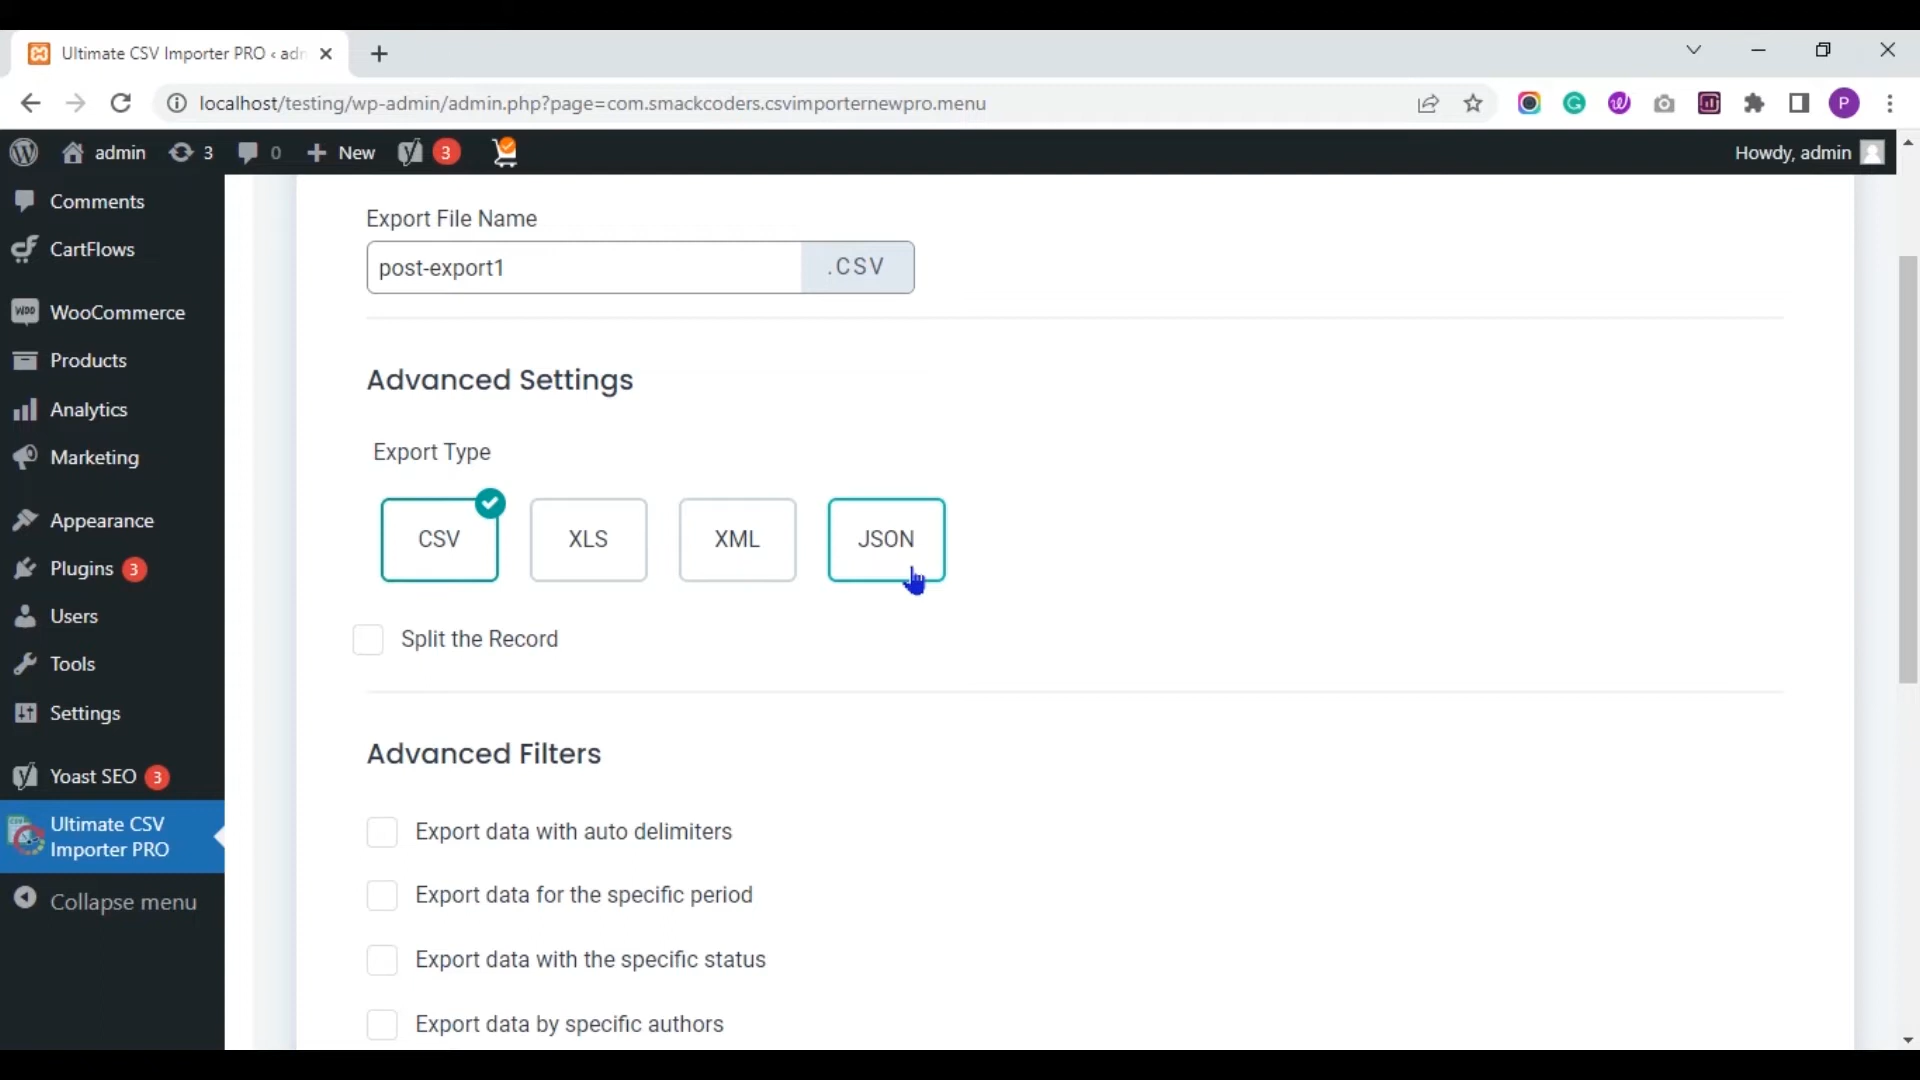 Ultimate CSV Importer PRO ‹ adr
localhost/testing/wp-admin/admin.php?page=com.smackcoders.csvimporternewpro.menu
P
admin
3
0
New
3
Howdy, admin
Comments
CartFlows
WooCommerce
Products
Analytics
Marketing
Appearance
Plugins 3
Users
Tools
Settings
Yoast SEO 3
Ultimate CSV
Importer PRO
Collapse menu
Export File Name
post-export1
.CSV
Advanced Settings
Export Type
CSV
XLS
XML
JSON
Split the Record
Advanced Filters
Export data with auto delimiters
Export data for the specific period
Export data with the specific status
Export data by specific authors